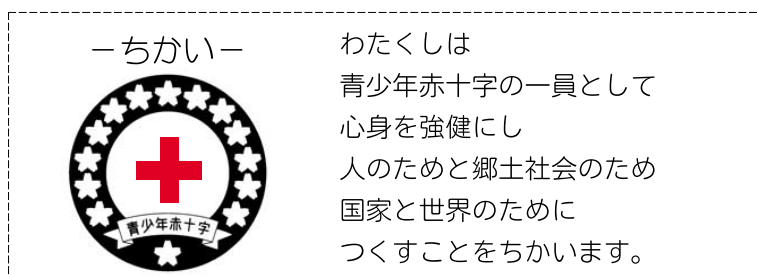 －ちかい－
青少年赤十字
わたくしは
青少年赤十字の一員として
心身を強健にし
人のためと郷土社会のため
国家と世界のために
つくすことをちかいます。